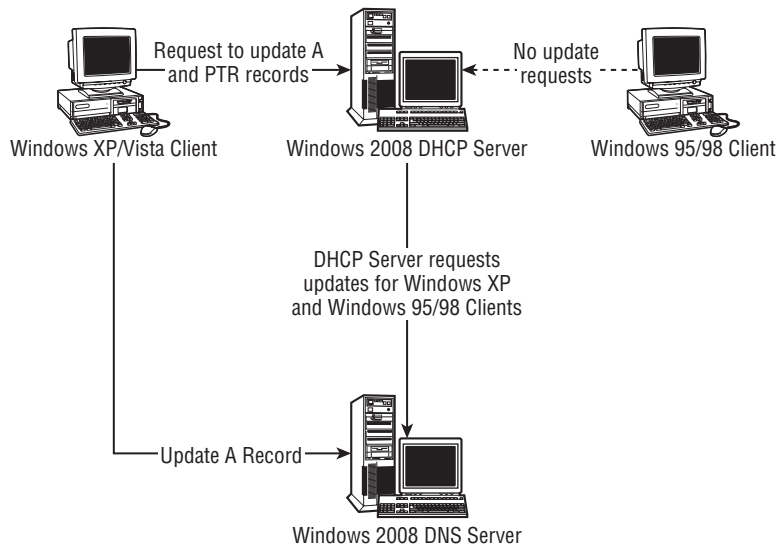 Request to update A
and PTR records
No update
requests
Windows XP/Vista Client
Windows 2008 DHCP Server
Windows 95/98 Client
DHCP Server requests
updates for Windows XP
and Windows 95/98 Clients
Update A Record
Windows 2008 DNS Server